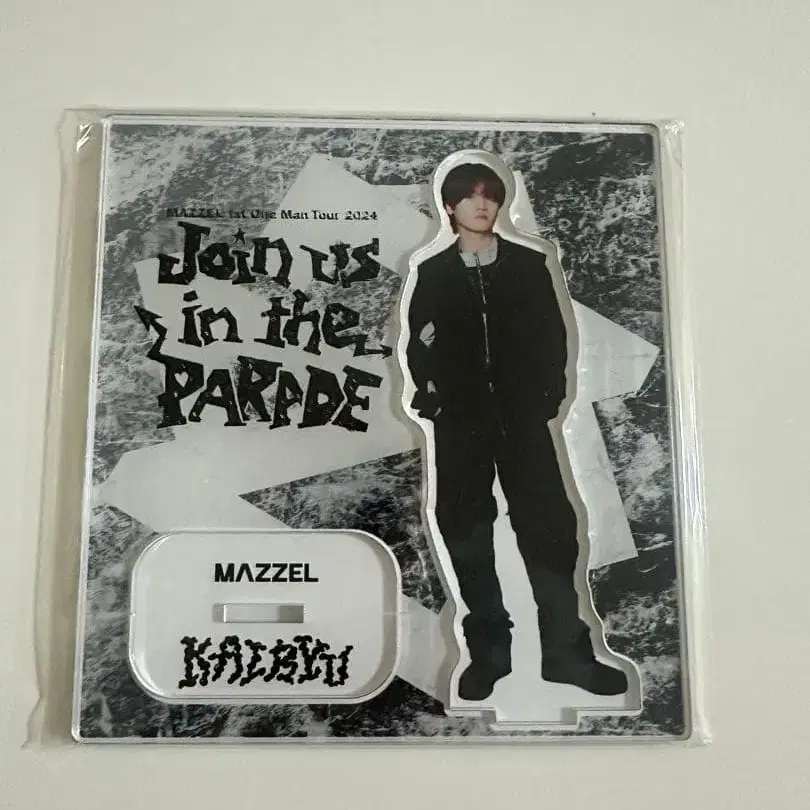 MAZZEL 1st One Man Tour 2024
Join us
in the
PARADE
MAZZEL
KAIRYU